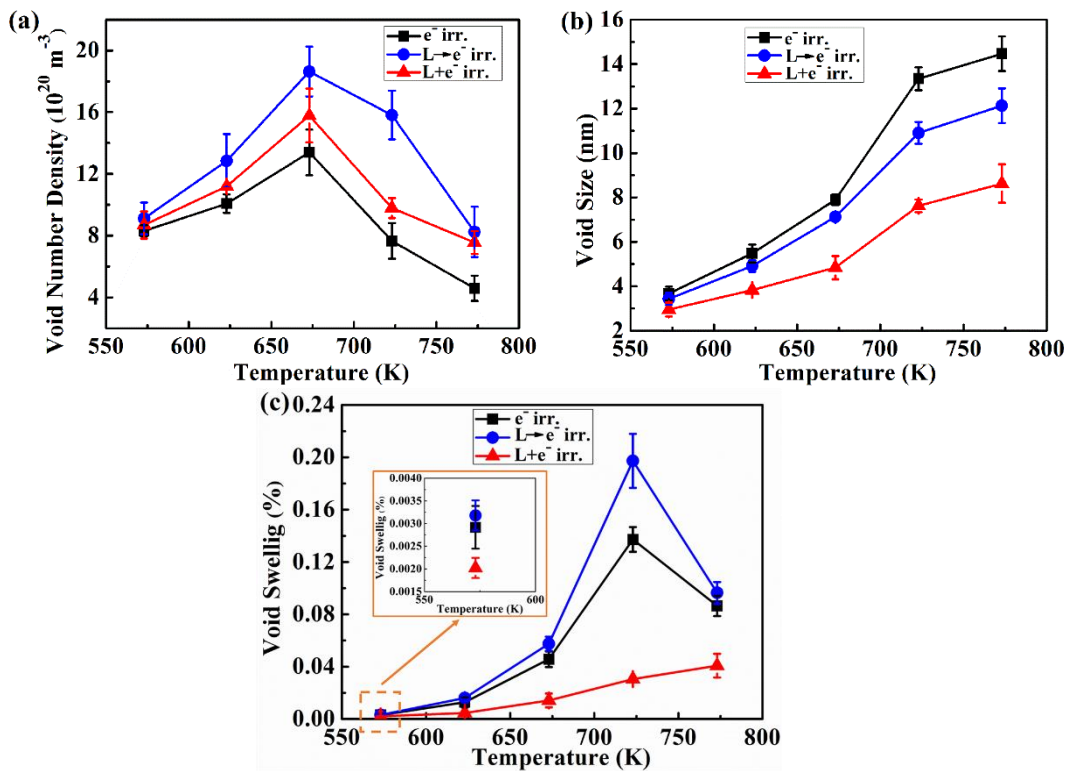 (a)
Void Number Density (10²⁰ m⁻³)
20
16
12
8
4
e⁻ irr.
L→e⁻ irr.
L+e⁻ irr.
550 600 650 700 750 800
Temperature (K)
(b)
Void Size (nm)
16
14
12
10
8
6
4
2
e⁻ irr.
L→e⁻ irr.
L+e⁻ irr.
550 600 650 700 750 800
Temperature (K)
(c)
Void Swellig (%)
0.24
0.20
0.16
0.12
0.08
0.04
0.00
e⁻ irr.
L→e⁻ irr.
L+e⁻ irr.
Void Swellig (%)
0.0040
0.0035
0.0030
0.0025
0.0020
0.0015
550 600
Temperature (K)
550 600 650 700 750 800
Temperature (K)